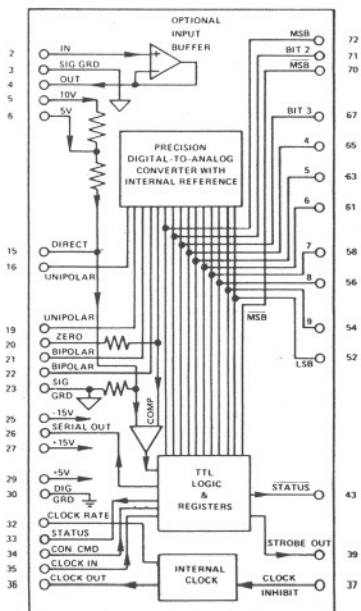 OPTIONAL
INPUT
BUFFER
2 IN
3 SIG GRD
4 OUT
5 10V
6 5V
MSB 72
BIT 2 71
MSB 70
BIT 3 67
4 65
5 63
6 61
7 58
8 56
9 54
LSB 52
MSB
PRECISION
DIGITAL-TO-ANALOG
CONVERTER WITH
INTERNAL REFERENCE
15 DIRECT
16 UNIPOLAR
19 UNIPOLAR
20 ZERO
21 BIPOLAR
22 BIPOLAR
23 SIG
GRD
COMP
25 -15V
26 SERIAL OUT
27 +15V
29 +5V
30 DIG
GRD
32 CLOCK RATE
33 STATUS
34 CON CMD
35 CLOCK IN
36 CLOCK OUT
TTL
LOGIC
&
REGISTERS
STATUS 43
STROBE OUT 39
INTERNAL
CLOCK
CLOCK 37
INHIBIT